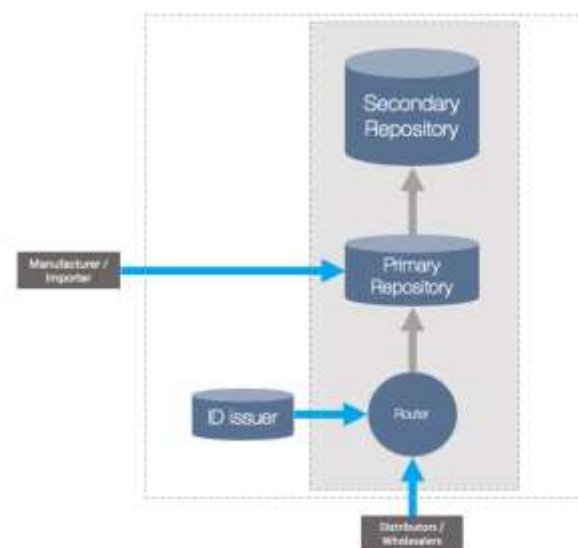 Secondary
Repository
Manufacturer /
Importer
Primary
Repository
ID issuer
Router
Distributors /
Wholesalers